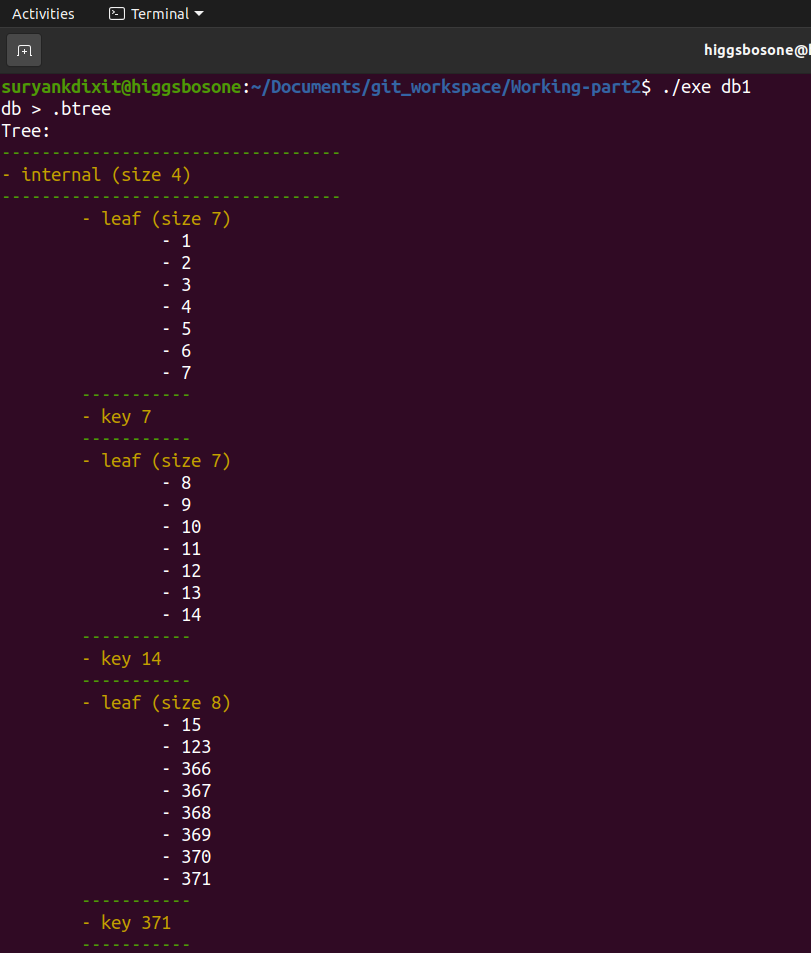 Activities Terminal
higgsbosone@
suryankdixit@higgsbosone:~/Documents/git_workspace/Working-part2$ ./exe db1
db > .btree
Tree:
----------------------------------
- internal (size 4)
----------------------------------
- leaf (size 7)
- 1
- 2
- 3
- 4
- 5
- 6
- 7
-----------
- key 7
-----------
- leaf (size 7)
- 8
- 9
- 10
- 11
- 12
- 13
- 14
-----------
- key 14
-----------
- leaf (size 8)
- 15
- 123
- 366
- 367
- 368
- 369
- 370
- 371
-----------
- key 371
-----------